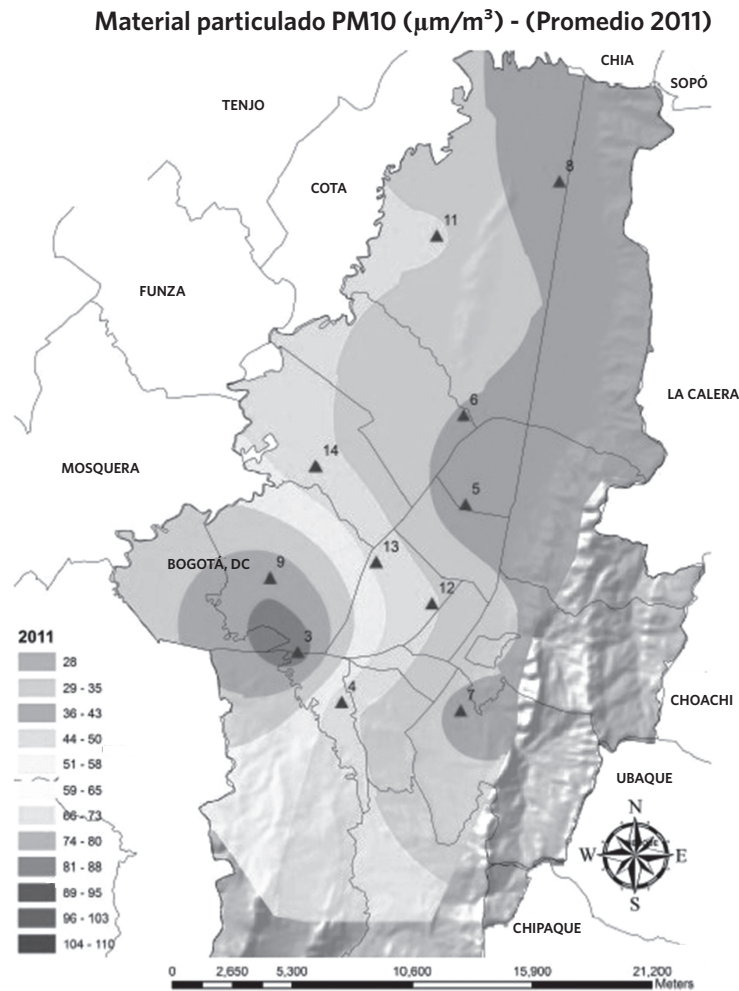 Material particulado PM10 (µm/m³) - (Promedio 2011)
CHIA
SOPÓ
TENJO
COTA
8
11
FUNZA
6
LA CALERA
14
MOSQUERA
5
13
BOGOTÁ, DC
9
12
3
4
7
CHOACHI
UBAQUE
CHIPAQUE
2011
28
29 - 35
36 - 43
44 - 50
51 - 58
59 - 65
66 - 73
74 - 80
81 - 88
89 - 95
96 - 103
104 - 110
N
W E
S
0 2,650 5,300 10,600 15,900 21,200
Meters